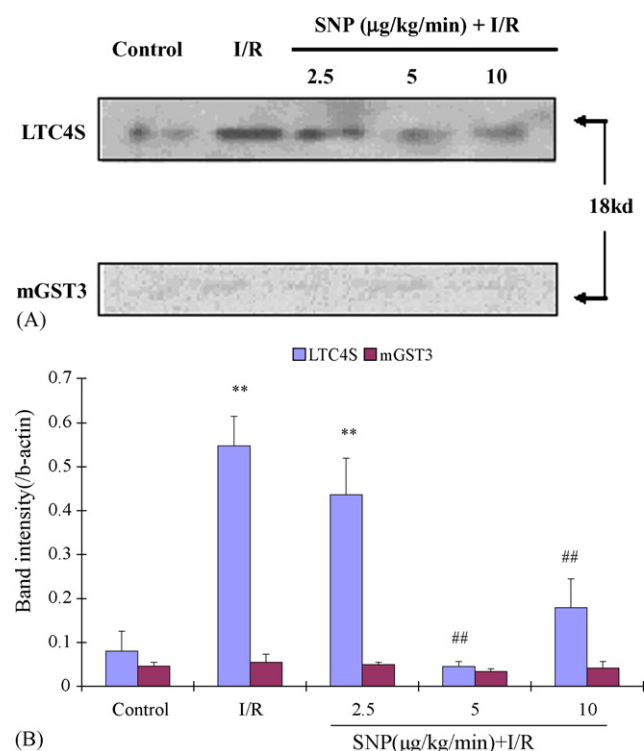 SNP (μg/kg/min) + I/R
Control I/R 2.5 5 10
LTC4S
18kd
mGST3
(A)
LTC4S mGST3
0.7
0.6
0.5
0.4
0.3
0.2
0.1
0
Band intensity(/b-actin)
** ** ## ##
Control I/R 2.5 5 10
SNP(μg/kg/min)+I/R
(B)